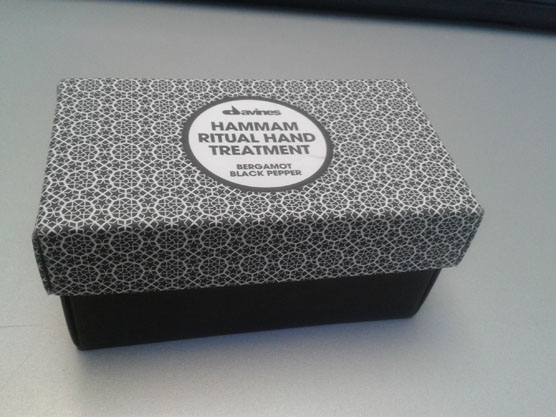 davines
HAMMAM
RITUAL HAND
TREATMENT
BERGAMOT
BLACK PEPPER